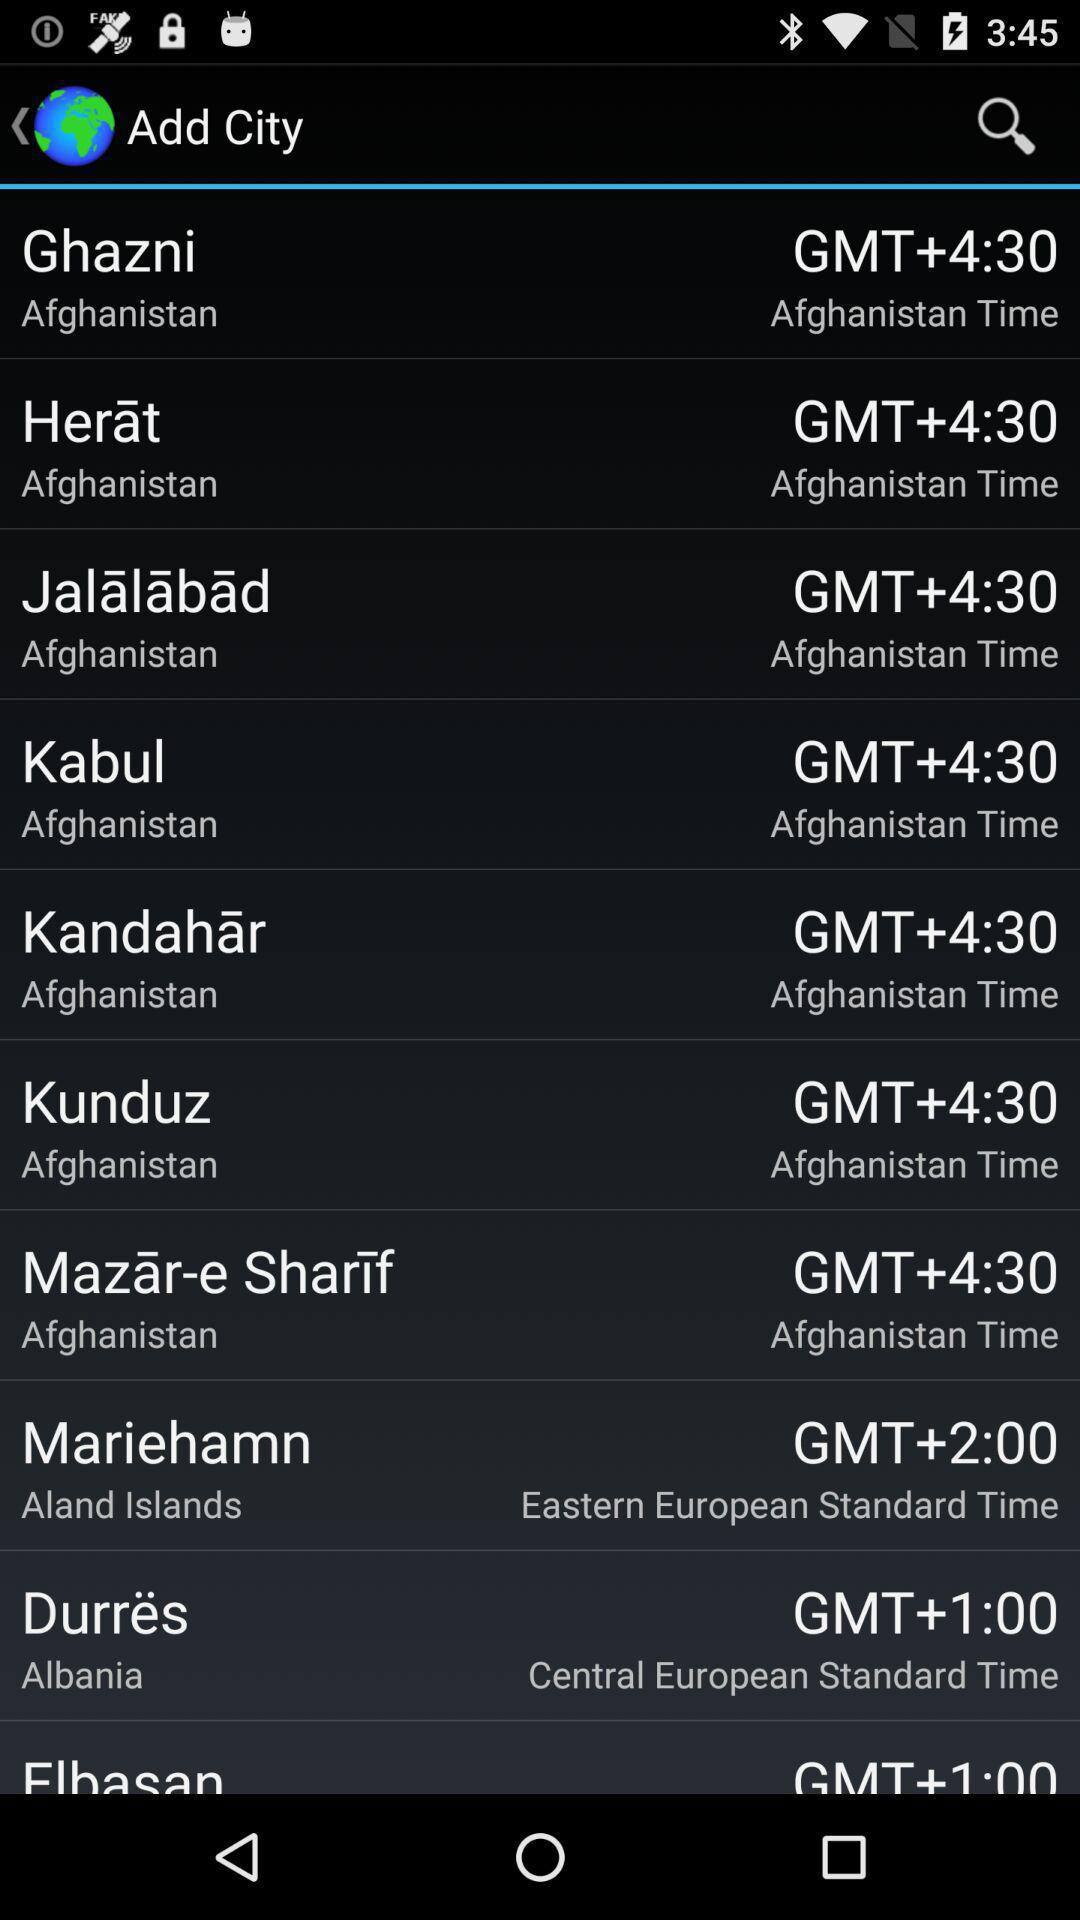 FAKE
3:45
Add City
Ghazni GMT+4:30
Afghanistan Afghanistan Time
Herāt GMT+4:30
Afghanistan Afghanistan Time
Jalālābād GMT+4:30
Afghanistan Afghanistan Time
Kabul GMT+4:30
Afghanistan Afghanistan Time
Kandahār GMT+4:30
Afghanistan Afghanistan Time
Kunduz GMT+4:30
Afghanistan Afghanistan Time
Mazār-e Sharīf GMT+4:30
Afghanistan Afghanistan Time
Mariehamn GMT+2:00
Aland Islands Eastern European Standard Time
Durrës GMT+1:00
Albania Central European Standard Time
Elbasan GMT+1:00